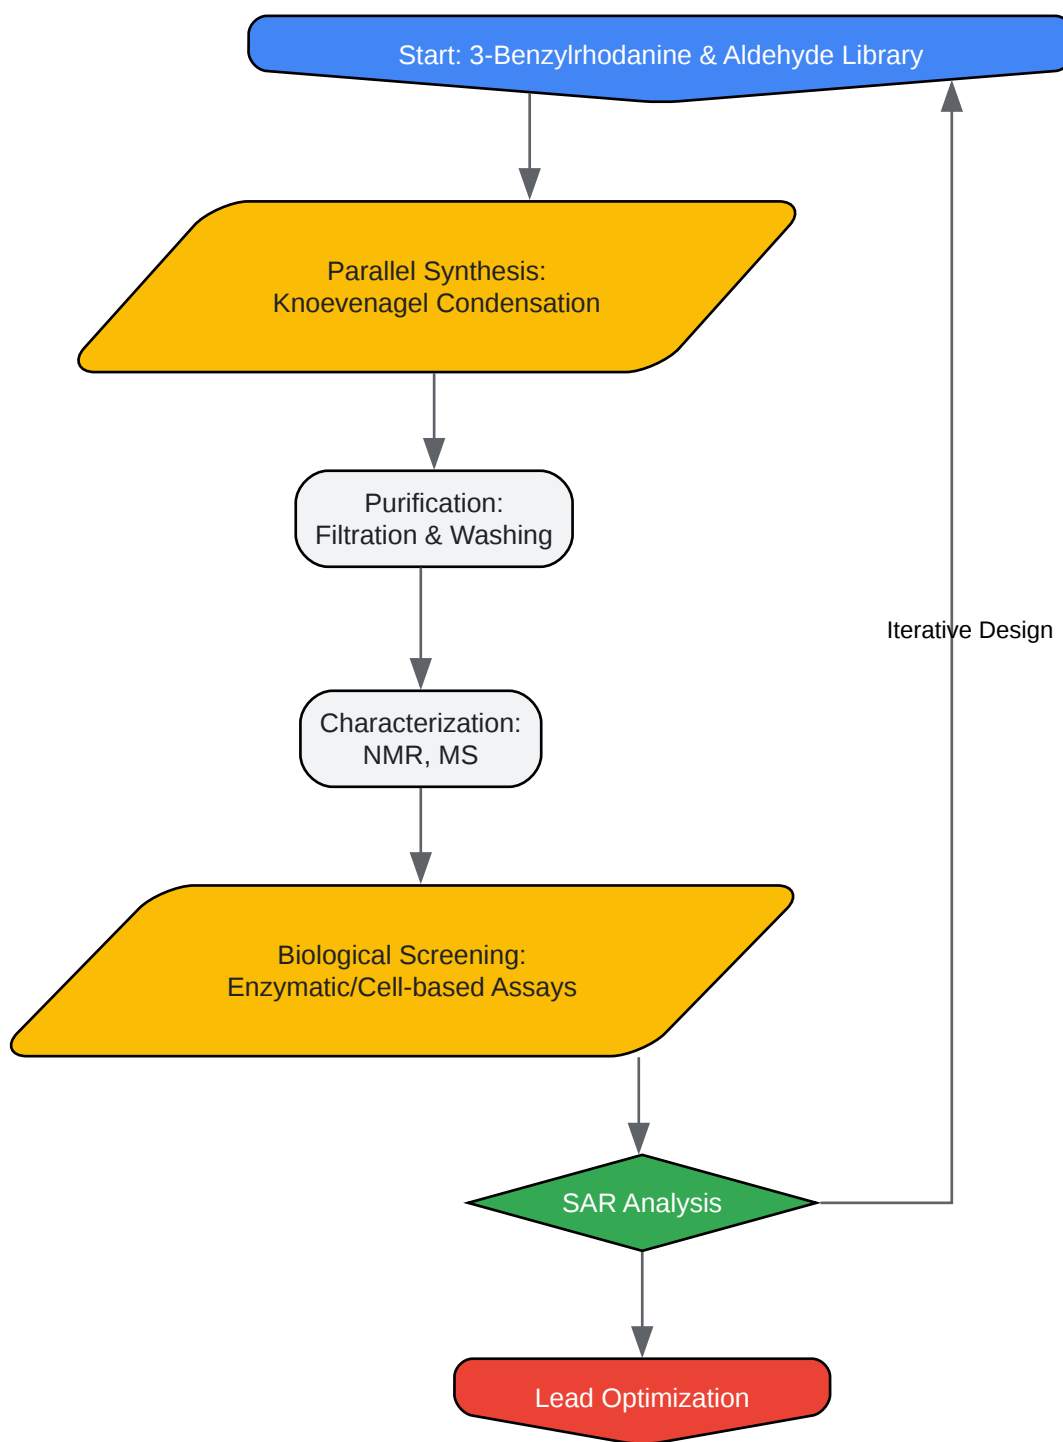 Start: 3-Benzylrhodanine & Aldehyde Library
Parallel Synthesis:
Knoevenagel Condensation
Purification:
Filtration & Washing
Iterative Design
Characterization:
NMR, MS
Biological Screening:
Enzymatic/Cell-based Assays
SAR Analysis
Lead Optimization